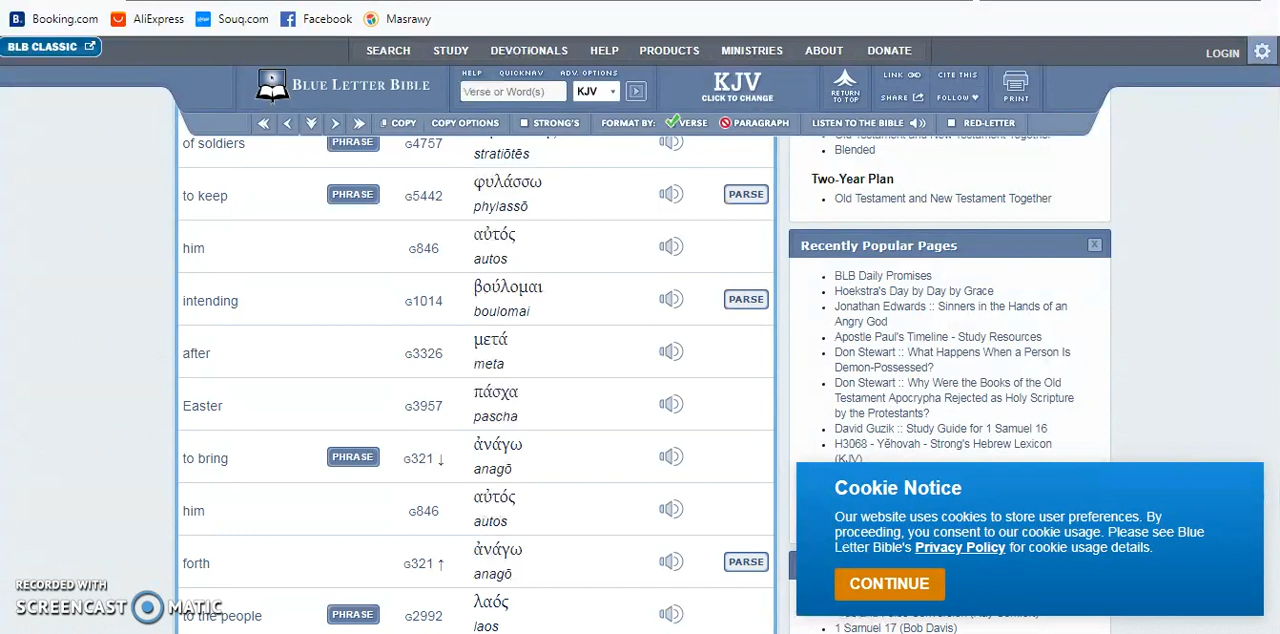 Booking.com AliExpress Souq.com Facebook Masrawy
BLB CLASSIC
SEARCH STUDY DEVOTIONALS HELP PRODUCTS MINISTRIES ABOUT DONATE
LOGIN
BLUE LETTER BIBLE
HELP QUICKNAV ADV. OPTIONS
Verse or Word(s) KJV
KJV
CLICK TO CHANGE
RETURN
TO TOP
LINK CITE THIS
SHARE FOLLOW
PRINT
COPY COPY OPTIONS STRONG'S FORMAT BY: VERSE PARAGRAPH LISTEN TO THE BIBLE RED-LETTER
of soldiers PHRASE G4757
stratiōtēs
to keep PHRASE G5442 φυλάσσω PARSE
phylassō
him G846 αὐτός
autos
intending G1014 βούλομαι PARSE
boulomai
after G3326 μετά
meta
Easter G3957 πάσχα
pascha
to bring PHRASE G321 ↓ ἀνάγω
anagō
him G846 αὐτός
autos
forth G321 ↑ ἀνάγω PARSE
anagō
to the people PHRASE G2992 λαός
laos
Old Testament and New Testament Together
Blended
Two-Year Plan
Old Testament and New Testament Together
Recently Popular Pages X
BLB Daily Promises
Hoekstra's Day by Day by Grace
Jonathan Edwards :: Sinners in the Hands of an
Angry God
Apostle Paul's Timeline - Study Resources
Don Stewart :: What Happens When a Person Is
Demon-Possessed?
Don Stewart :: Why Were the Books of the Old
Testament Apocrypha Rejected as Holy Scripture
by the Protestants?
David Guzik :: Study Guide for 1 Samuel 16
H3068 - Yĕhovah - Strong's Hebrew Lexicon
(KJV)
Cookie Notice
Our website uses cookies to store user preferences. By
proceeding, you consent to our cookie usage. Please see Blue
Letter Bible's Privacy Policy for cookie usage details.
CONTINUE
1 Samuel 17 (Bob Davis)
RECORDED WITH
SCREENCAST MATIC